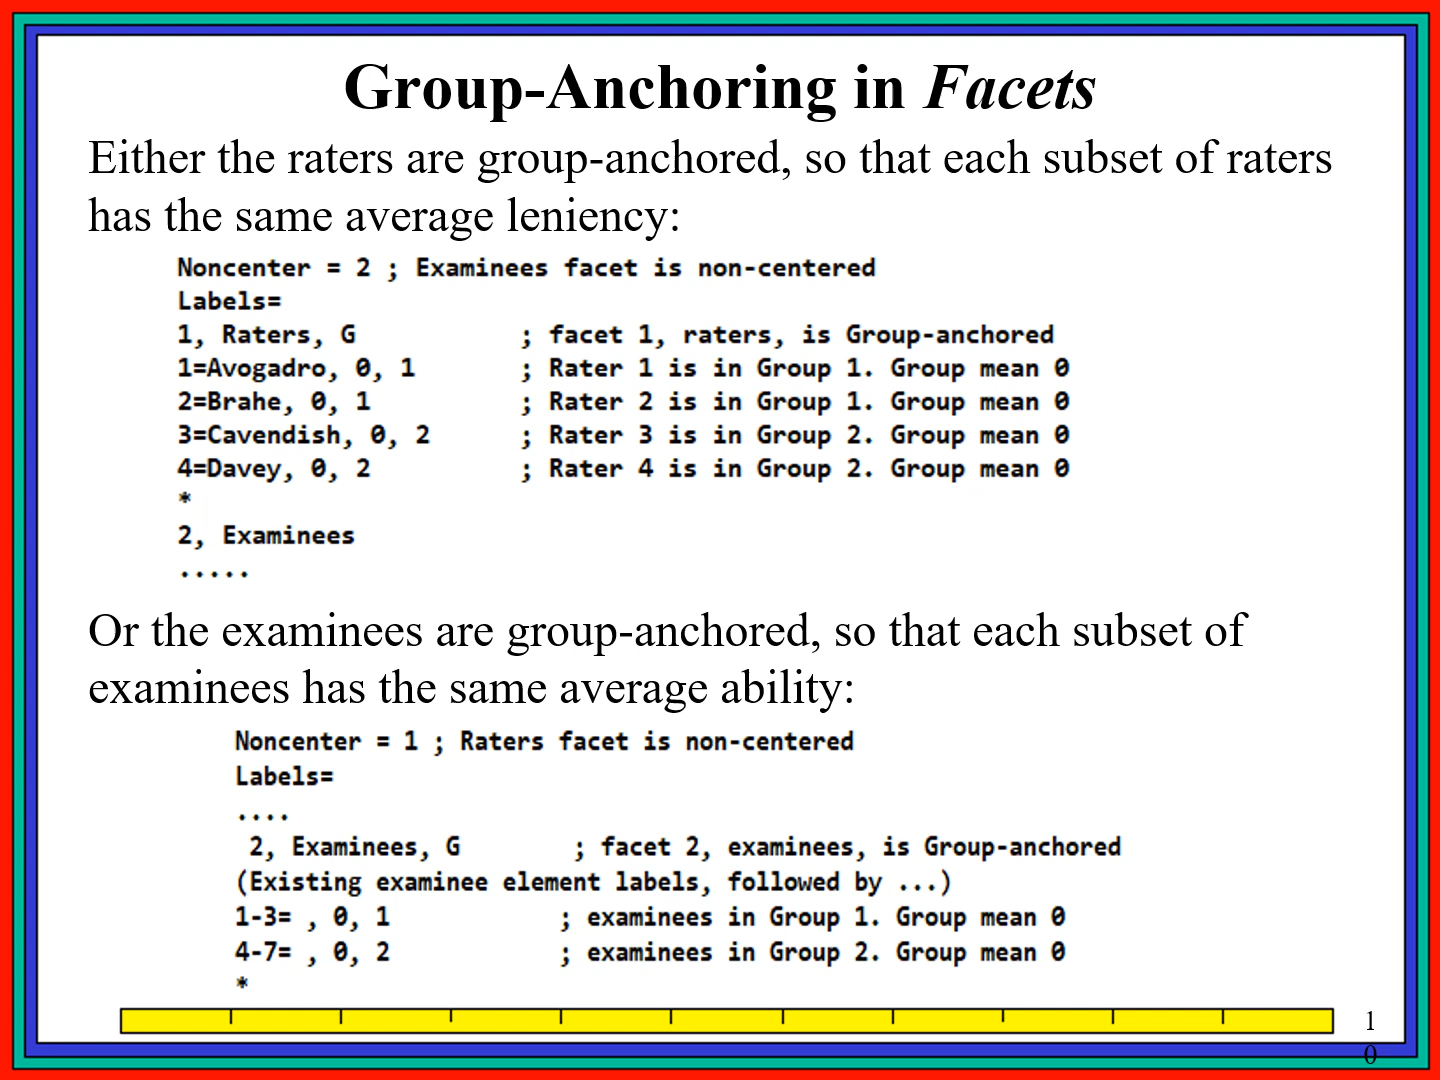 Group-Anchoring in Facets
Either the raters are group-anchored, so that each subset of raters
has the same average leniency:
Noncenter = 2 ; Examinees facet is non-centered
Labels=
1, Raters, G ; facet 1, raters, is Group-anchored
1=Avogadro, 0, 1 ; Rater 1 is in Group 1. Group mean 0
2=Brahe, 0, 1 ; Rater 2 is in Group 1. Group mean 0
3=Cavendish, 0, 2 ; Rater 3 is in Group 2. Group mean 0
4=Davey, 0, 2 ; Rater 4 is in Group 2. Group mean 0
*
2, Examinees
.....
Or the examinees are group-anchored, so that each subset of
examinees has the same average ability:
Noncenter = 1 ; Raters facet is non-centered
Labels=
....
2, Examinees, G ; facet 2, examinees, is Group-anchored
(Existing examinee element labels, followed by ...)
1-3= , 0, 1 ; examinees in Group 1. Group mean 0
4-7= , 0, 2 ; examinees in Group 2. Group mean 0
*
1
0